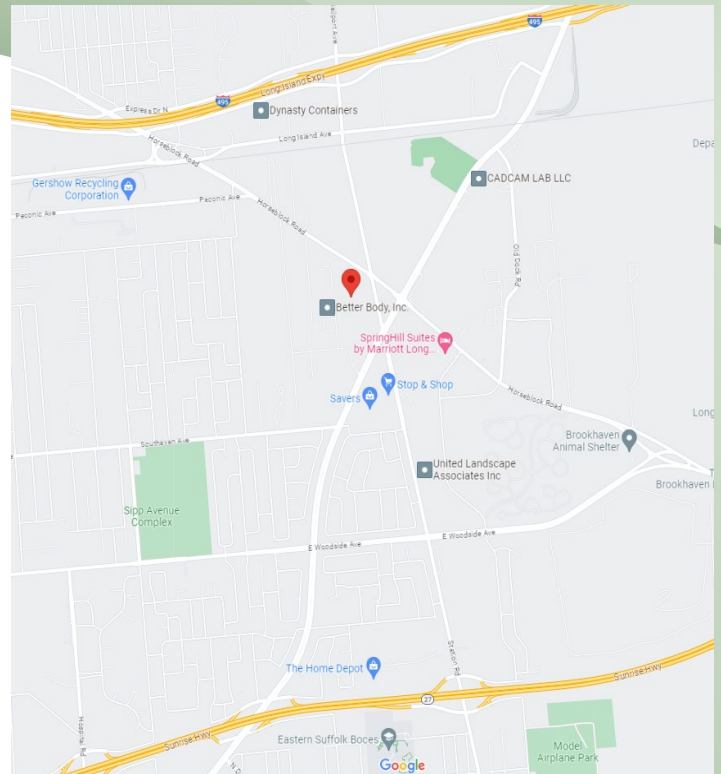 495
Long Island Expy
495
Express Dr N
Dynasty Containers
Long Island Ave
Horseblock Road
Depa
Gershow Recycling
Corporation
CADCAM LAB LLC
Paconic Ave
Paconic Ave
Horseblock Road
Old Dock Rd
Better Body, Inc.
SpringHill Suites
by Marriott Long...
Stop & Shop
Savers
Horseblock Road
Long
Southaven Ave
Brookhaven
Animal Shelter
United Landscape
Associates Inc
Brookhaven
Sipp Avenue
Complex
E Woodside Ave
E Woodside Ave
Station Rd
The Home Depot
Sunrise Hwy
27
Hospital Rd
Sunrise Hwy
N D
Eastern Suffolk Boces
Model
Airplane Park
Google